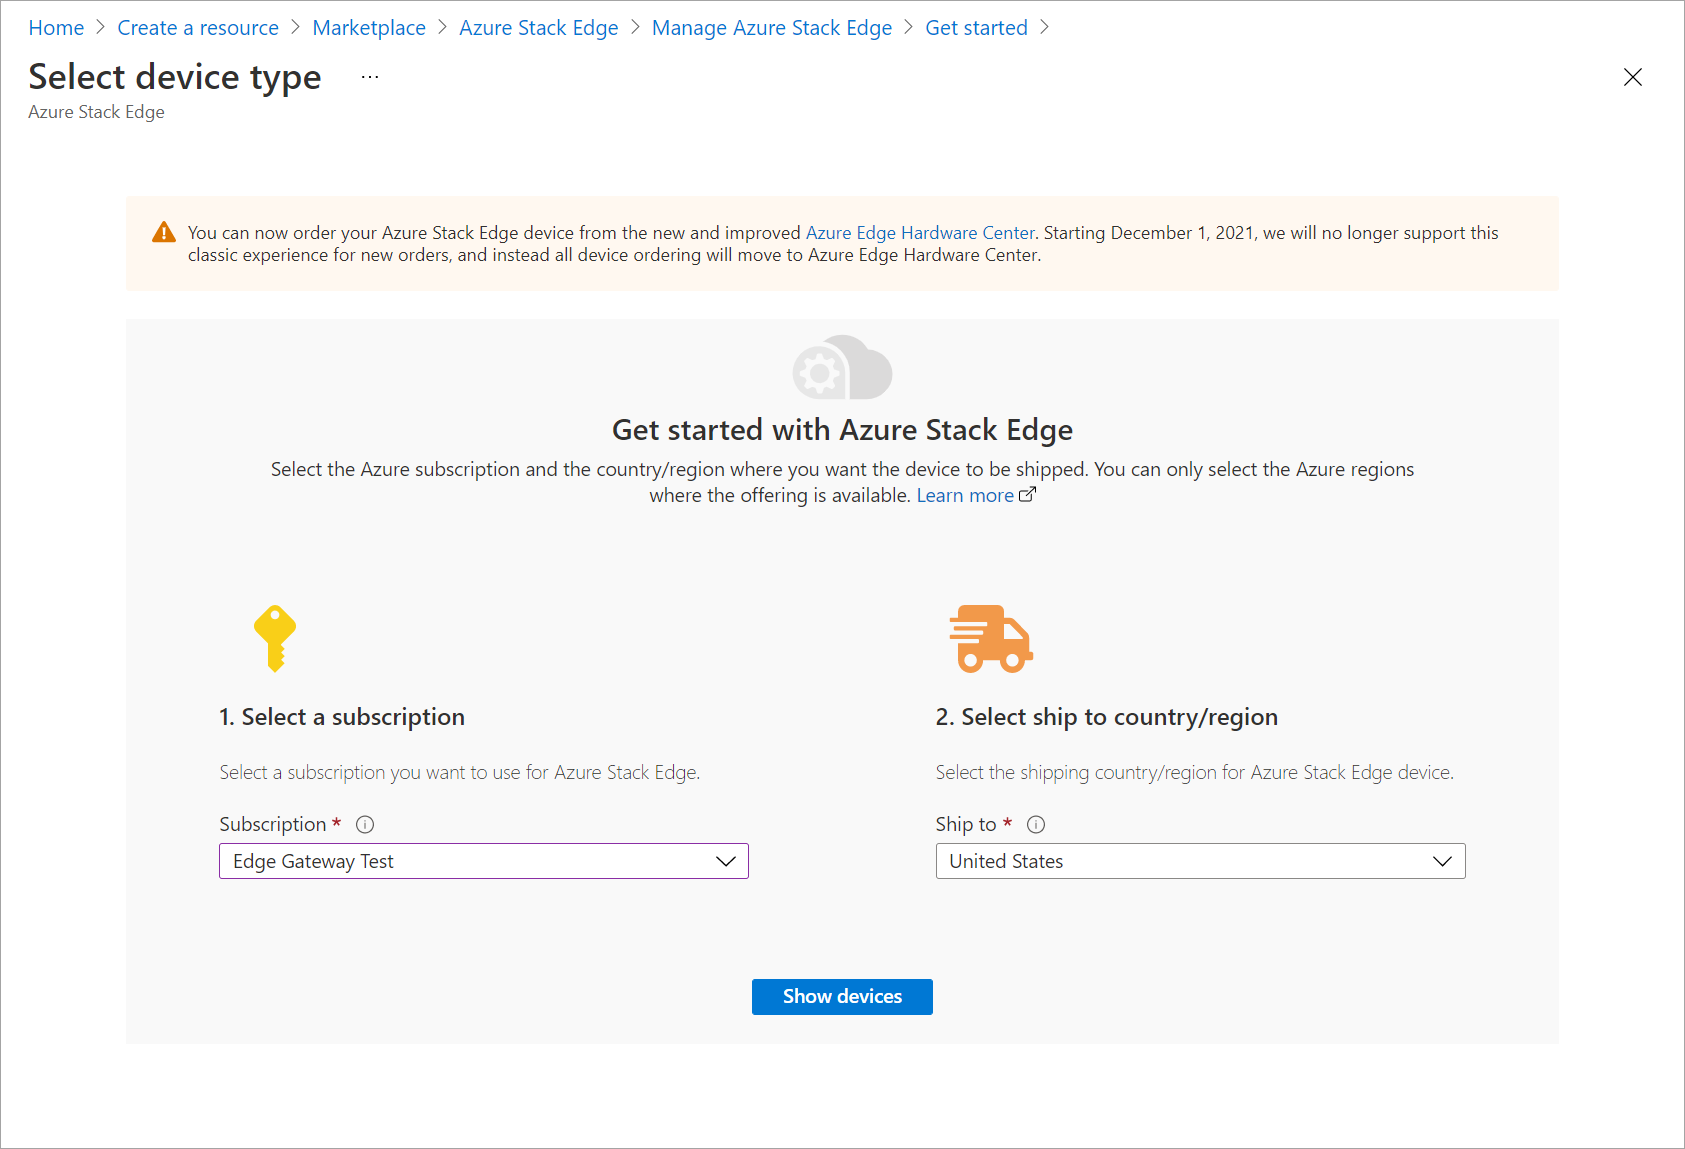 Home > Create a resource > Marketplace > Azure Stack Edge > Manage Azure Stack Edge > Get started >
Select device type ...
Azure Stack Edge
You can now order your Azure Stack Edge device from the new and improved Azure Edge Hardware Center. Starting December 1, 2021, we will no longer support this
classic experience for new orders, and instead all device ordering will move to Azure Edge Hardware Center.
Get started with Azure Stack Edge
Select the Azure subscription and the country/region where you want the device to be shipped. You can only select the Azure regions
where the offering is available. Learn more
1. Select a subscription
Select a subscription you want to use for Azure Stack Edge.
Subscription *
Edge Gateway Test
2. Select ship to country/region
Select the shipping country/region for Azure Stack Edge device.
Ship to *
United States
Show devices